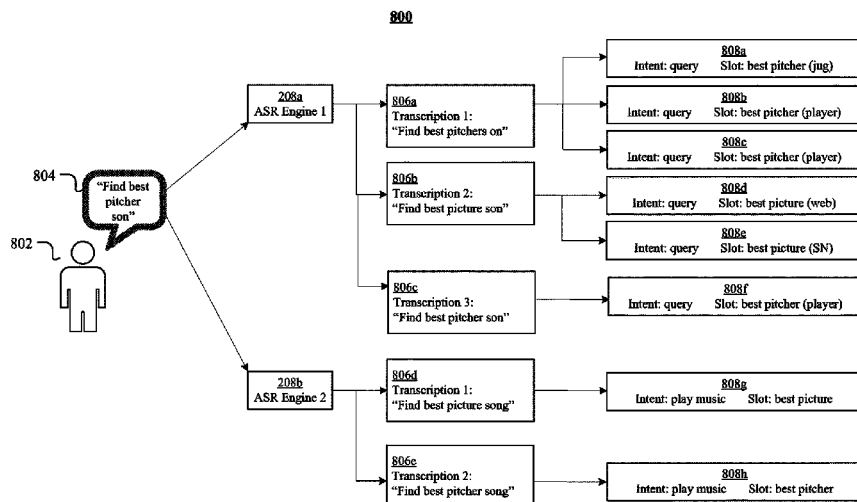 800
804
"Find best
pitcher
son"
802
208a
ASR Engine 1
208b
ASR Engine 2
806a
Transcription 1:
"Find best pitchers on"
806b
Transcription 2:
"Find best picture son"
806c
Transcription 3:
"Find best pitcher son"
806d
Transcription 1:
"Find best picture song"
806e
Transcription 2:
"Find best pitcher song"
808a
Intent: query Slot: best pitcher (jug)
808b
Intent: query Slot: best pitcher (player)
808c
Intent: query Slot: best pitcher (player)
808d
Intent: query Slot: best picture (web)
808e
Intent: query Slot: best picture (SN)
808f
Intent: query Slot: best pitcher (player)
808g
Intent: play music Slot: best picture
808h
Intent: play music Slot: best pitcher